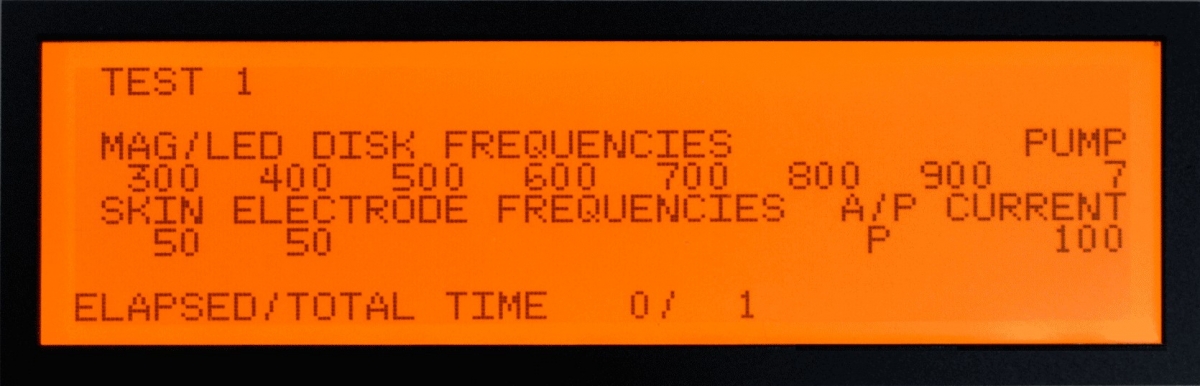 TEST 1
MAG/LED DISK FREQUENCIES PUMP
300 400 500 600 700 800 900 7
SKIN ELECTRODE FREQUENCIES A/P CURRENT
50 50 P 100
ELAPSED/TOTAL TIME 0/ 1